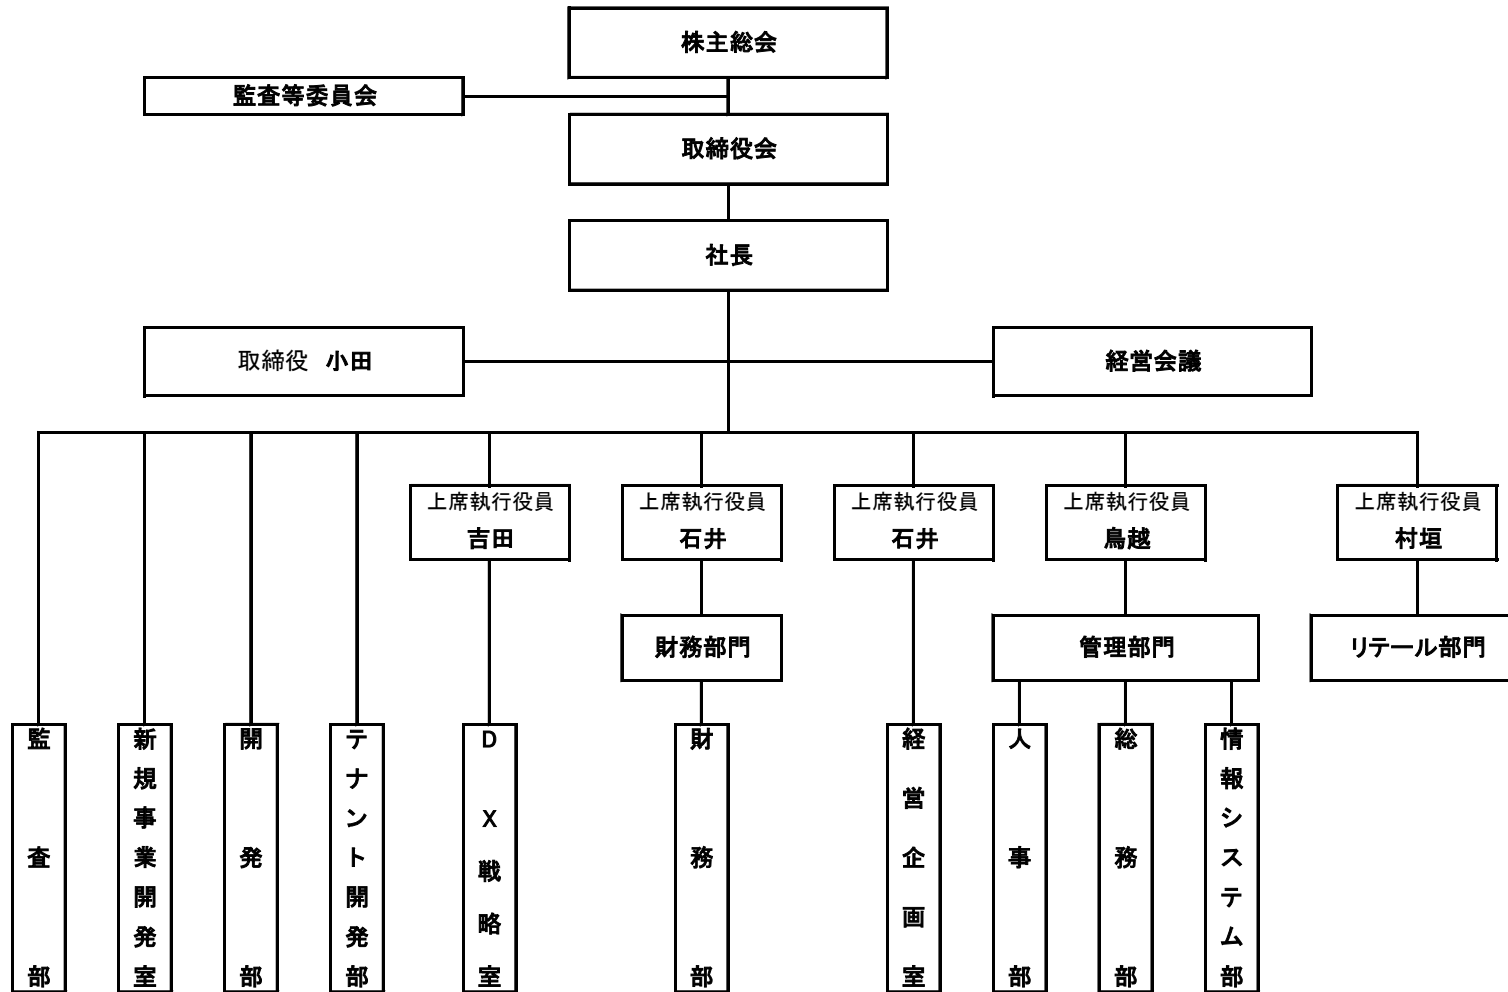 株主総会
監査等委員会
取締役会
社長
取締役 小田
経営会議
上席執行役員
吉田
上席執行役員
石井
上席執行役員
石井
上席執行役員
鳥越
上席執行役員
村垣
財務部門
管理部門
リテール部門
監査部
新規事業開発室
開発部
テナント開発部
DX戦略室
財務部
経営企画室
人事部
総務部
情報システム部